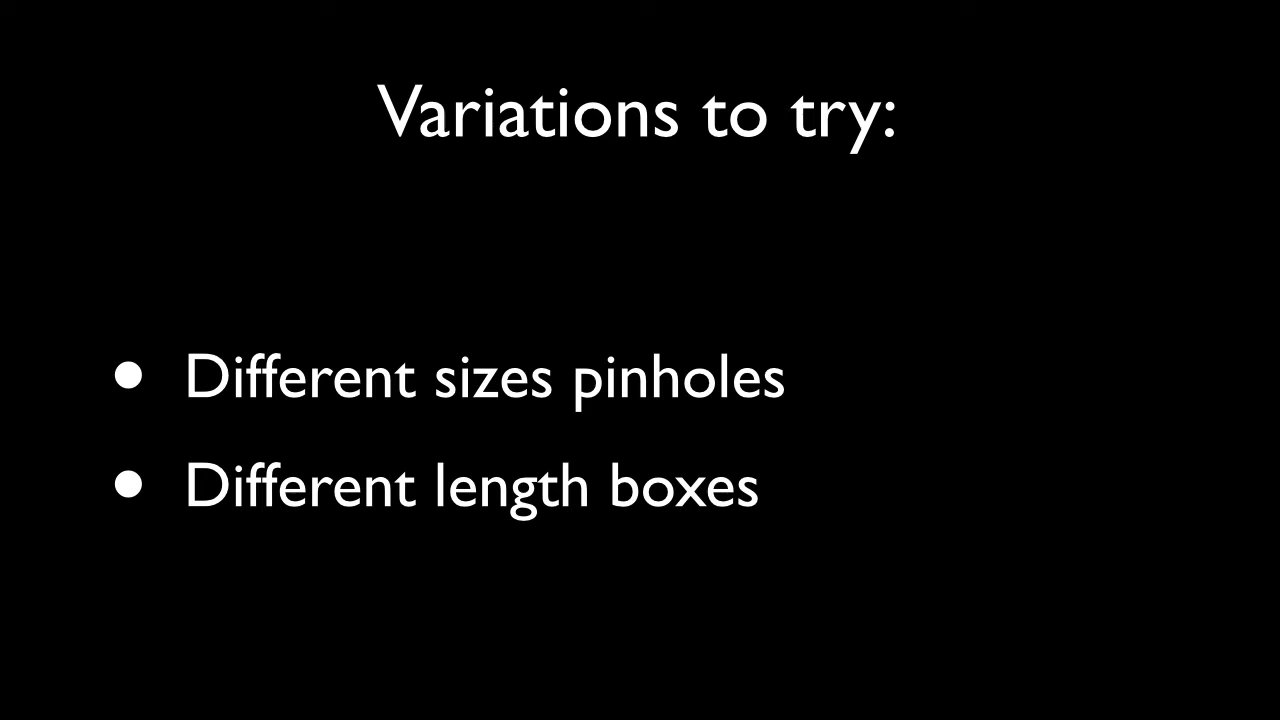 Variations to try:
• Different sizes pinholes
• Different length boxes